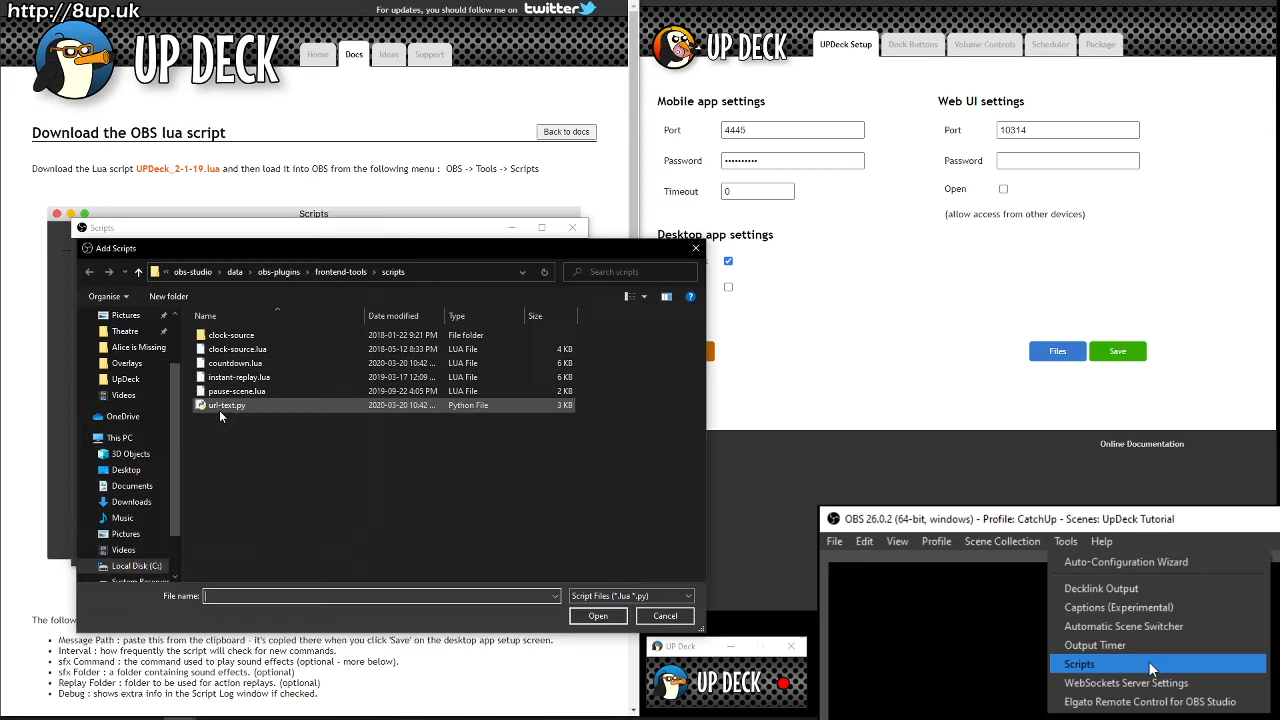 http://8up.uk
For updates, you should follow me on twitter
UP DECK
Home Docs Ideas Support
Download the OBS lua script
Back to docs
Download the Lua script UPDeck_2-1-19.lua and then load it into OBS from the following menu : OBS -> Tools -> Scripts
Scripts
Scripts
Add Scripts
« obs-studio › data › obs-plugins › frontend-tools › scripts
Search scripts
Organise New folder
Name Date modified Type Size
Pictures
Theatre
Alice is Missing
Overlays
UpDeck
Videos
OneDrive
This PC
3D Objects
Desktop
Documents
Downloads
Music
Pictures
Videos
Local Disk (C:)
clock-source 2018-01-22 9:21 PM File folder
clock-source.lua 2018-05-12 8:33 PM LUA File 4 KB
countdown.lua 2020-03-20 10:42 ... LUA File 6 KB
instant-replay.lua 2019-03-17 12:09 ... LUA File 6 KB
pause-scene.lua 2019-09-22 4:05 PM LUA File 2 KB
url-text.py 2020-03-20 10:42 ... Python File 3 KB
File name:
Script Files (*.lua *.py)
Open Cancel
The follo
Message Path : paste this from the clipboard - it's copied there when you click 'Save' on the desktop app setup screen.
Interval : how frequently the script will check for new commands.
sfx Command : the command used to play sound effects (optional - more below).
sfx Folder : a folder containing sound effects. (optional)
Replay Folder : folder to be used for action replays. (optional)
Debug : shows extra info in the Script Log window if checked.
UP DECK
UPDeck Setup Deck Buttons Volume Controls Scheduler Package
Mobile app settings
Port 4445
Password ••••••••••
Timeout 0
Desktop app settings
Web UI settings
Port 10314
Password
Open
(allow access from other devices)
Files Save
Online Documentation
UP Deck
UP DECK
OBS 26.0.2 (64-bit, windows) - Profile: CatchUp - Scenes: UpDeck Tutorial
File Edit View Profile Scene Collection Tools Help
Auto-Configuration Wizard
Decklink Output
Captions (Experimental)
Automatic Scene Switcher
Output Timer
Scripts
WebSockets Server Settings
Elgato Remote Control for OBS Studio